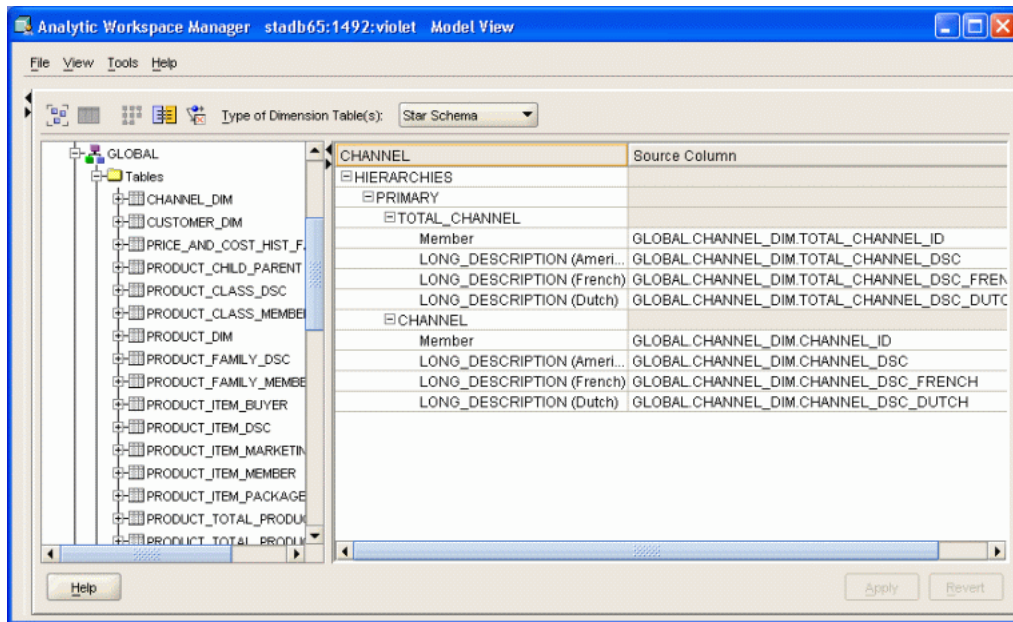 Analytic Workspace Manager stadb65:1492:violet Model View
File View Tools Help
Type of Dimension Table(s): Star Schema
GLOBAL
Tables
CHANNEL_DIM
CUSTOMER_DIM
PRICE_AND_COST_HIST_F.
PRODUCT_CHILD_PARENT
PRODUCT_CLASS_DSC
PRODUCT_CLASS_MEMBE
PRODUCT_DIM
PRODUCT_FAMILY_DSC
PRODUCT_FAMILY_MEMBE
PRODUCT_ITEM_BUYER
PRODUCT_ITEM_DSC
PRODUCT_ITEM_MARKETIN
PRODUCT_ITEM_MEMBER
PRODUCT_ITEM_PACKAGE
PRODUCT_TOTAL_PRODU
PRODUCT_TOTAL_PRODU
CHANNEL Source Column
HIERARCHIES
PRIMARY
TOTAL_CHANNEL
Member GLOBAL.CHANNEL_DIM.TOTAL_CHANNEL_ID
LONG_DESCRIPTION (Ameri... GLOBAL.CHANNEL_DIM.TOTAL_CHANNEL_DSC
LONG_DESCRIPTION (French) GLOBAL.CHANNEL_DIM.TOTAL_CHANNEL_DSC_FREN
LONG_DESCRIPTION (Dutch) GLOBAL.CHANNEL_DIM.TOTAL_CHANNEL_DSC_DUTC
CHANNEL
Member GLOBAL.CHANNEL_DIM.CHANNEL_ID
LONG_DESCRIPTION (Ameri... GLOBAL.CHANNEL_DIM.CHANNEL_DSC
LONG_DESCRIPTION (French) GLOBAL.CHANNEL_DIM.CHANNEL_DSC_FRENCH
LONG_DESCRIPTION (Dutch) GLOBAL.CHANNEL_DIM.CHANNEL_DSC_DUTCH
Help Apply Revert